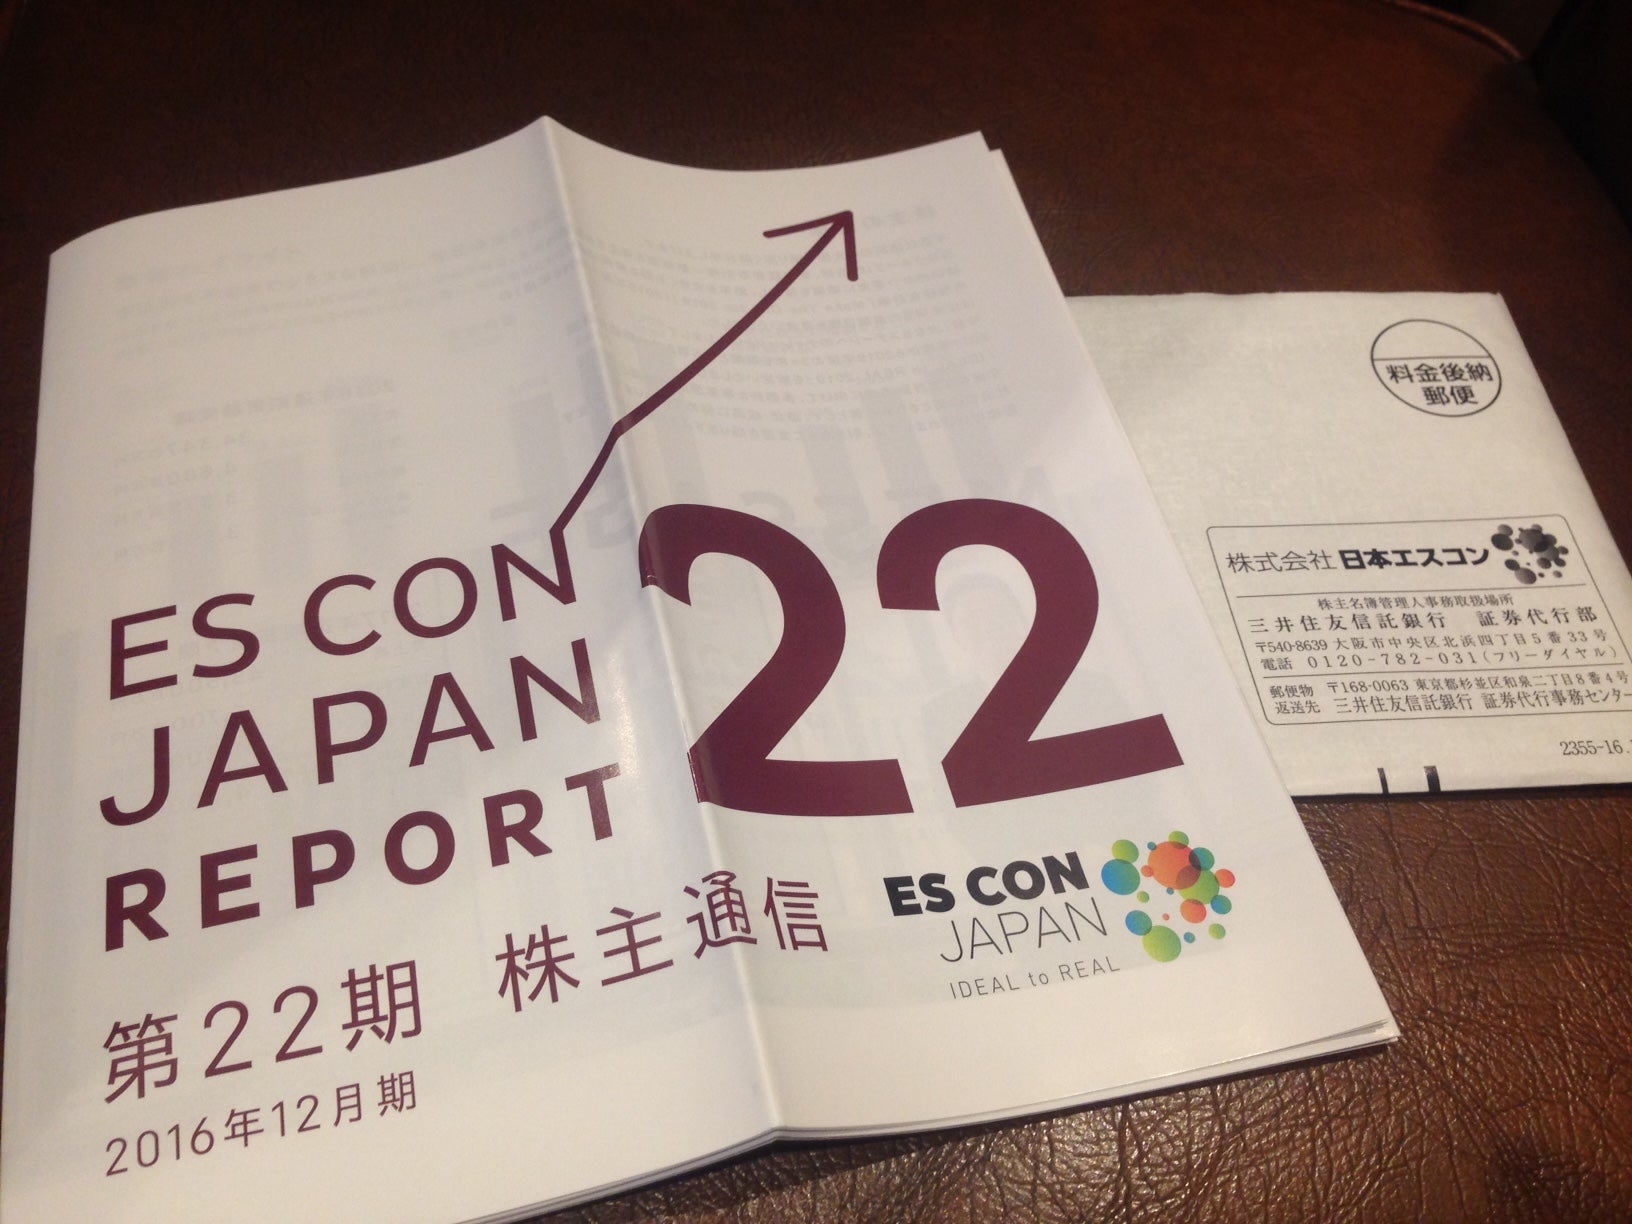 ES CON
JAPAN
REPORT
22
第22期 株主通信
2016年12月期
ES CON
JAPAN
IDEAL to REAL
料金後納
郵便
株式会社 日本エスコン
株主名簿管理人事務取扱場所
三井住友信託銀行 証券代行部
〒540-8639 大阪市中央区北浜四丁目5番33号
電話 0120-782-031(フリーダイヤル)
郵便物 〒168-0063 東京都杉並区和泉二丁目8番4号
返送先 三井住友信託銀行 証券代行事務センター
2355-16.